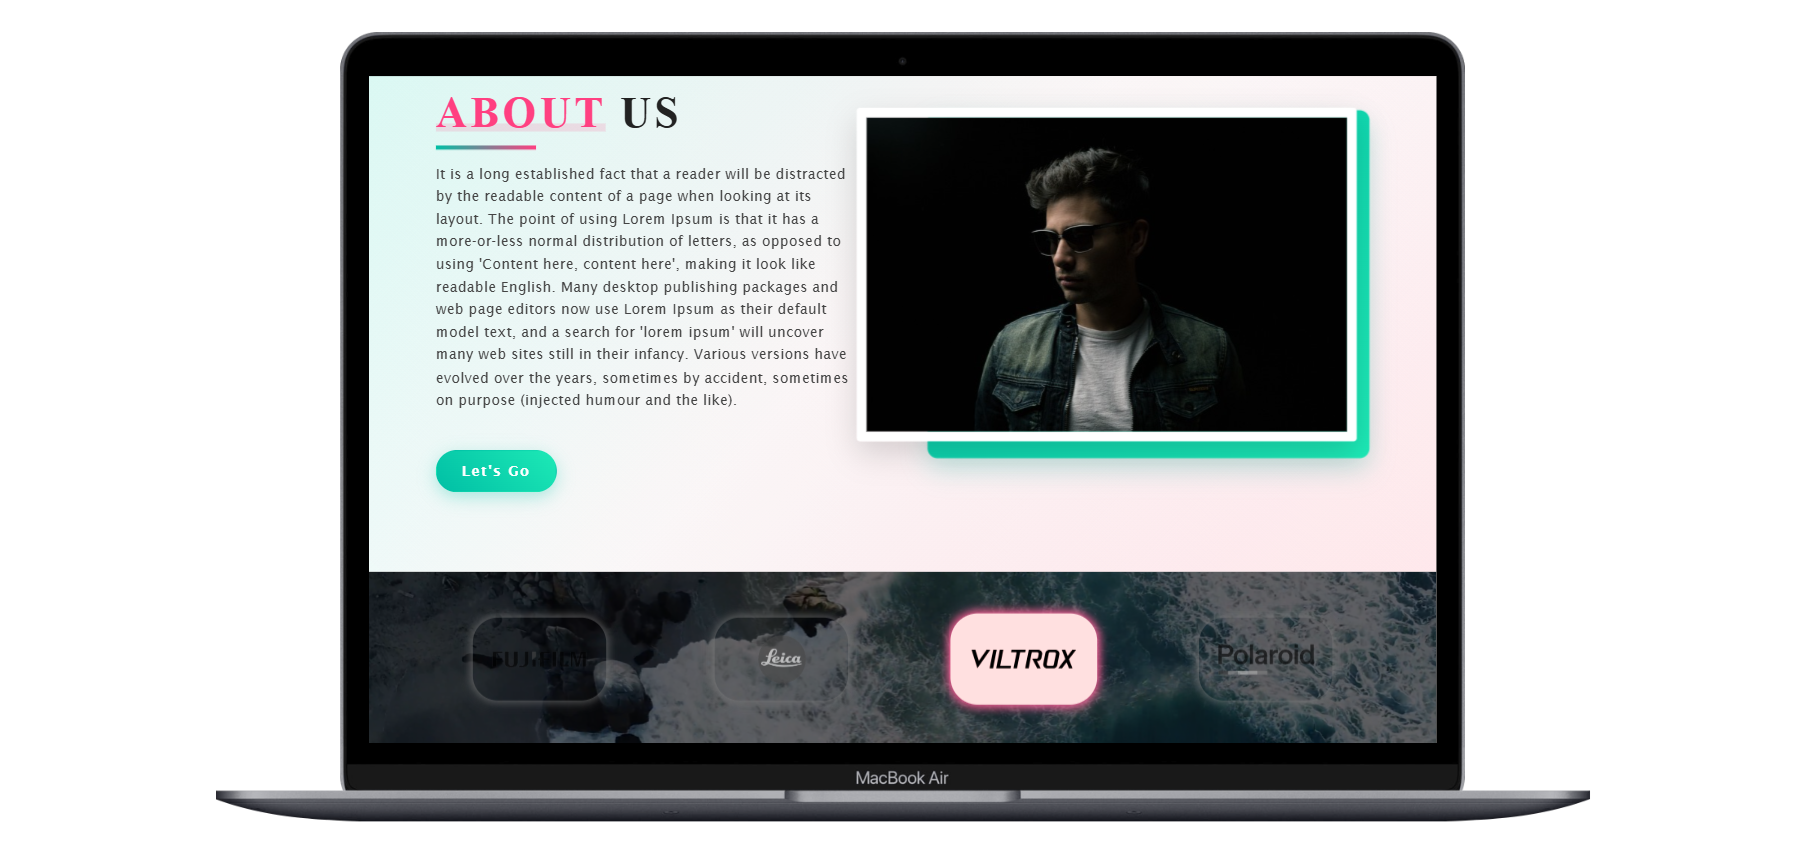 ABOUT US
It is a long established fact that a reader will be distracted
by the readable content of a page when looking at its
layout. The point of using Lorem Ipsum is that it has a
more-or-less normal distribution of letters, as opposed to
using 'Content here, content here', making it look like
readable English. Many desktop publishing packages and
web page editors now use Lorem Ipsum as their default
model text, and a search for 'lorem ipsum' will uncover
many web sites still in their infancy. Various versions have
evolved over the years, sometimes by accident, sometimes
on purpose (injected humour and the like).
Let's Go
FUJIFILM
Leica
VILTROX
Polaroid
MacBook Air